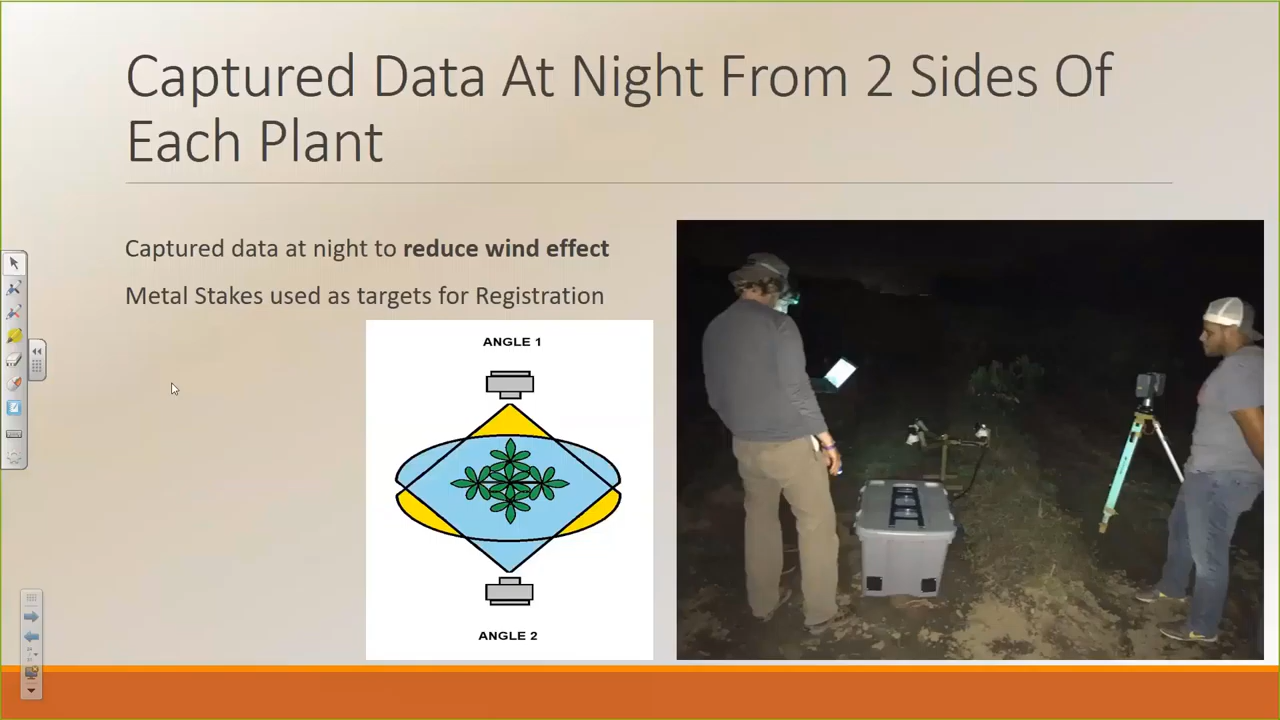 Captured Data At Night From 2 Sides Of
Each Plant
Captured data at night to reduce wind effect
Metal Stakes used as targets for Registration
ANGLE 1
ANGLE 2